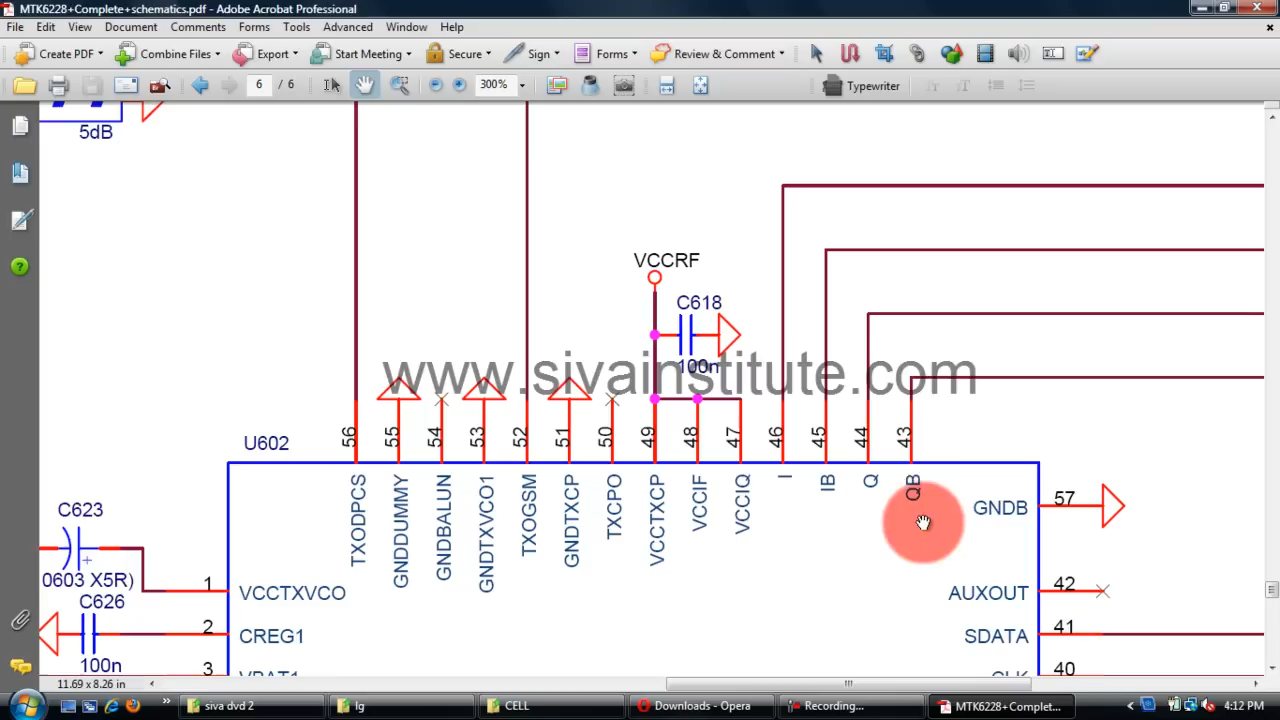 MTK6228+Complete+schematics.pdf - Adobe Acrobat Professional
File Edit View Document Comments Forms Tools Advanced Window Help
Create PDF Combine Files Export Start Meeting Secure Sign Forms Review & Comment
6 / 6 300% Typewriter
5dB
VCCRF
C618
100n
www.sivainstitute.com
U602
56 55 54 53 52 51 50 49 48 47 46 45 44 43
TXODPCS
GNDDUMMY
GNDBALUN
GNDTXVCO1
TXOGSM
GNDTXCP
TXCPO
VCCTXCP
VCCIF
VCCIQ
I
IB
Q
QB
GNDB 57
C623
+
0603 X5R)
1 VCCTXVCO
AUXOUT 42
C626
2 CREG1
SDATA 41
100n
3 VBAT1
CLK 40
11.69 x 8.26 in
siva dvd 2 lg CELL Downloads - Opera Recording... MTK6228+Complet... 4:12 PM